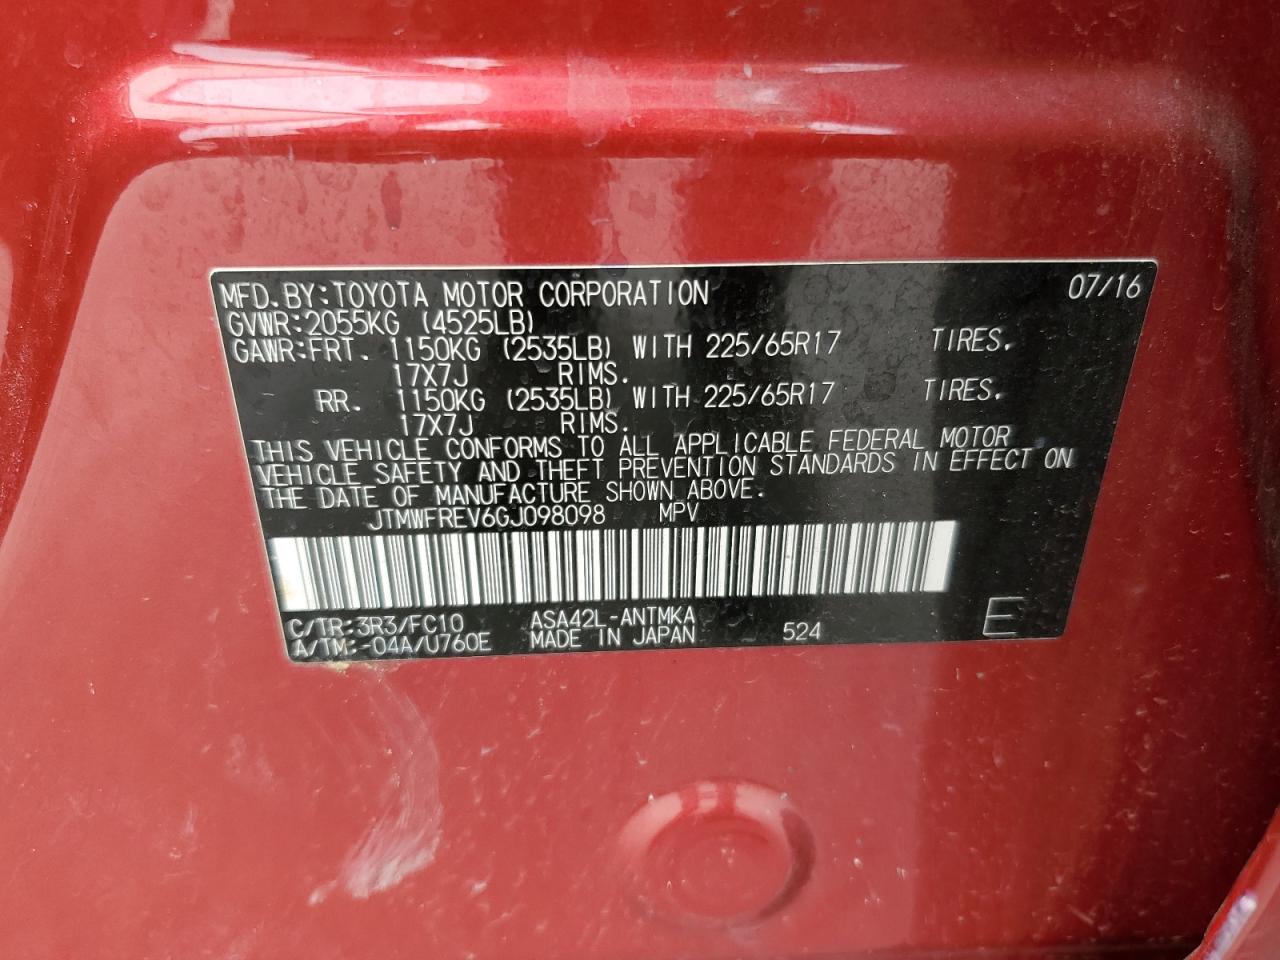 MFD.BY:TOYOTA MOTOR CORPORATION 07/16
GVWR:2055KG (4525LB)
GAWR:FRT. 1150KG (2535LB) WITH 225/65R17 TIRES.
17X7J RIMS.
RR. 1150KG (2535LB) WITH 225/65R17 TIRES.
17X7J RIMS.
THIS VEHICLE CONFORMS TO ALL APPLICABLE FEDERAL MOTOR
VEHICLE SAFETY AND THEFT PREVENTION STANDARDS IN EFFECT ON
THE DATE OF MANUFACTURE SHOWN ABOVE.
JTMWFREV6GJ098098 MPV
C/TR:3R3/FC10 ASA42L-ANTMKA
A/TM:-04A/U760E MADE IN JAPAN 524 E